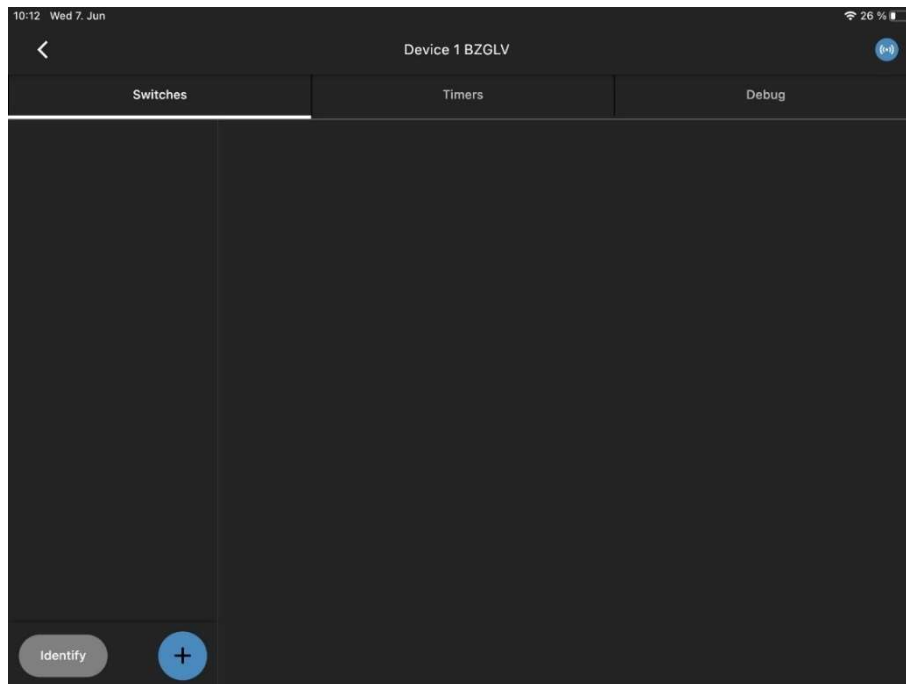 10:12 Wed 7. Jun 26 %
Device 1 BZGLV
Switches Timers Debug
Identify
+